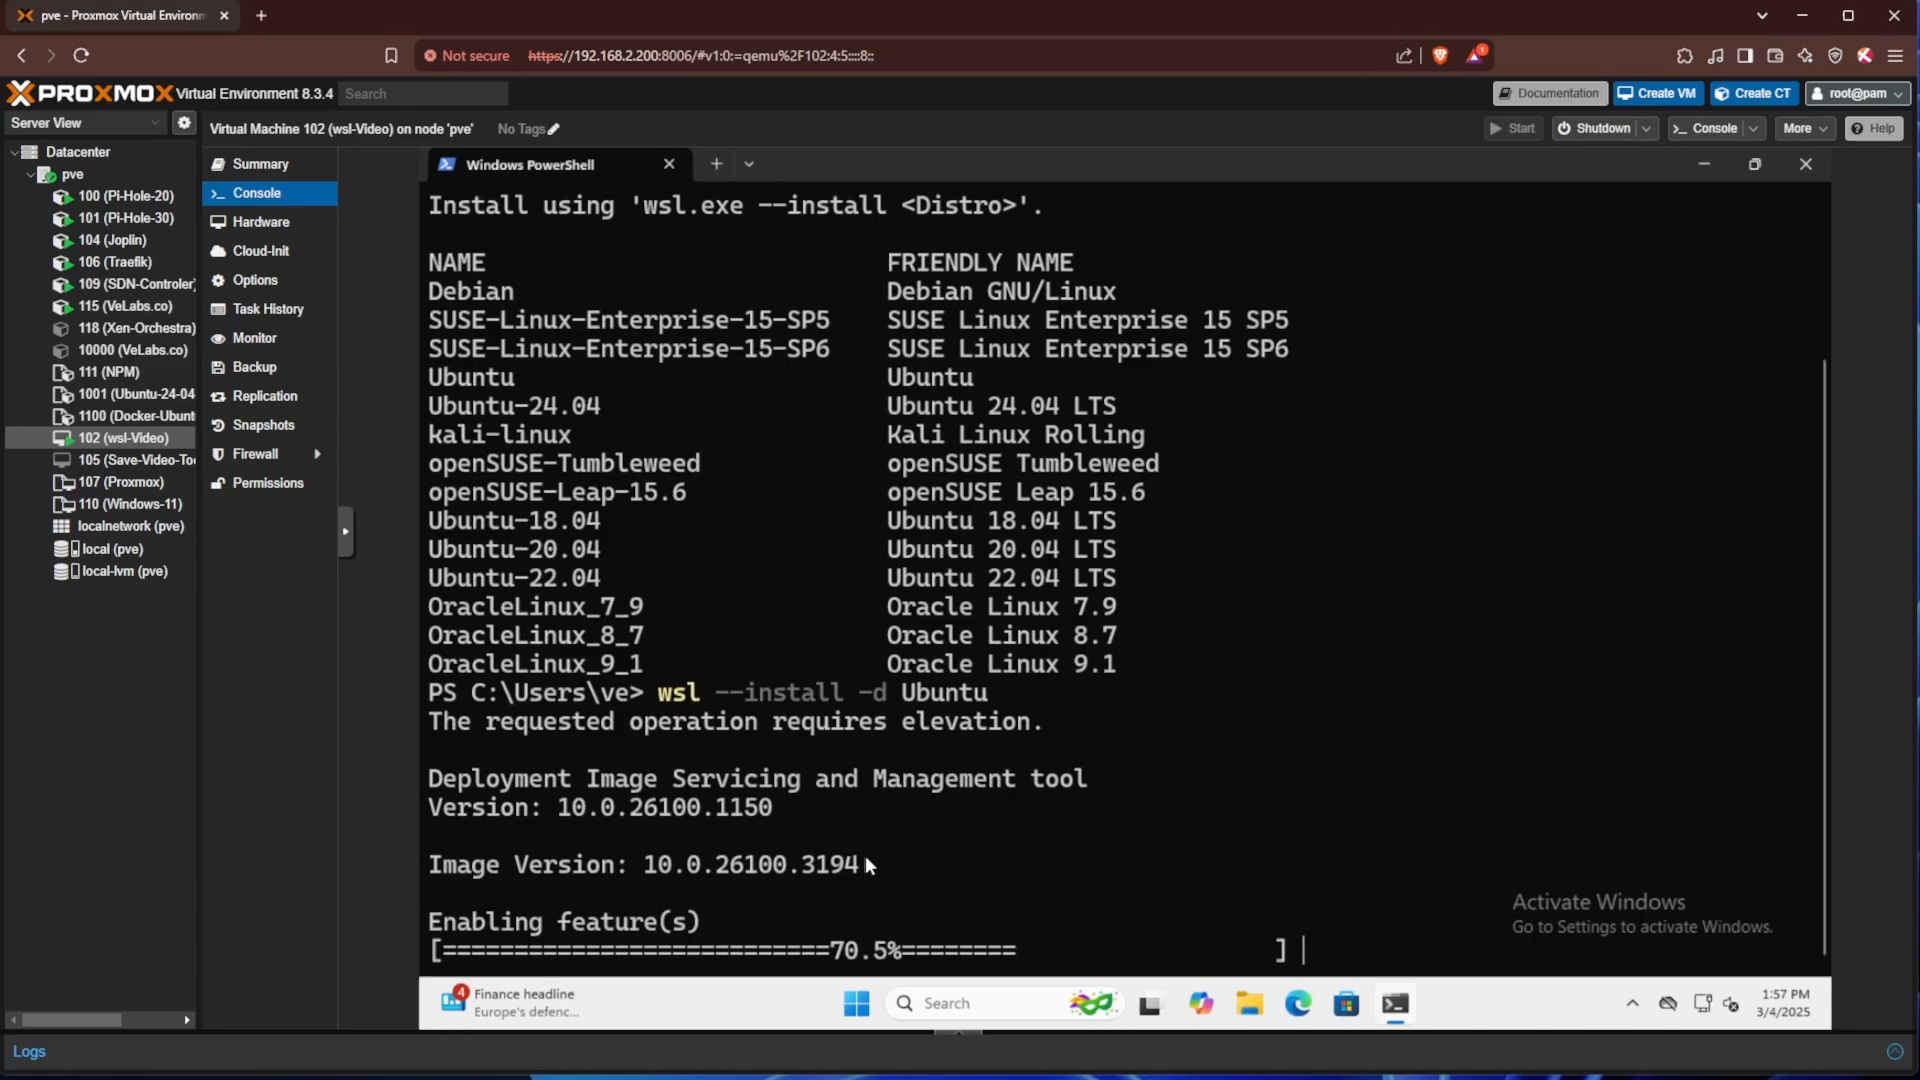 pve - Proxmox Virtual Environm
Not secure https://192.168.2.200:8006/#v1:0:=qemu%2F102:4:5::::8::
1
PROXMOX Virtual Environment 8.3.4 Search
Documentation Create VM Create CT root@pam
Server View
Virtual Machine 102 (wsl-Video) on node 'pve' No Tags
Start Shutdown Console More Help
Datacenter
pve
100 (Pi-Hole-20)
101 (Pi-Hole-30)
104 (Joplin)
106 (Traefik)
109 (SDN-Controler)
115 (VeLabs.co)
118 (Xen-Orchestra)
10000 (VeLabs.co)
111 (NPM)
1001 (Ubuntu-24-04
1100 (Docker-Ubunt
102 (wsl-Video)
105 (Save-Video-Too
107 (Proxmox)
110 (Windows-11)
localnetwork (pve)
local (pve)
local-lvm (pve)
Summary
Console
Hardware
Cloud-Init
Options
Task History
Monitor
Backup
Replication
Snapshots
Firewall
Permissions
Windows PowerShell
Install using 'wsl.exe --install <Distro>'.
NAME FRIENDLY NAME
Debian Debian GNU/Linux
SUSE-Linux-Enterprise-15-SP5 SUSE Linux Enterprise 15 SP5
SUSE-Linux-Enterprise-15-SP6 SUSE Linux Enterprise 15 SP6
Ubuntu Ubuntu
Ubuntu-24.04 Ubuntu 24.04 LTS
kali-linux Kali Linux Rolling
openSUSE-Tumbleweed openSUSE Tumbleweed
openSUSE-Leap-15.6 openSUSE Leap 15.6
Ubuntu-18.04 Ubuntu 18.04 LTS
Ubuntu-20.04 Ubuntu 20.04 LTS
Ubuntu-22.04 Ubuntu 22.04 LTS
OracleLinux_7_9 Oracle Linux 7.9
OracleLinux_8_7 Oracle Linux 8.7
OracleLinux_9_1 Oracle Linux 9.1
PS C:\Users\ve> wsl --install -d Ubuntu
The requested operation requires elevation.
Deployment Image Servicing and Management tool
Version: 10.0.26100.1150
Image Version: 10.0.26100.3194
Enabling feature(s)
[===========================70.5%======== ]
Activate Windows
Go to Settings to activate Windows.
4
Finance headline
Europe's defenc...
Search
1:57 PM
3/4/2025
Logs